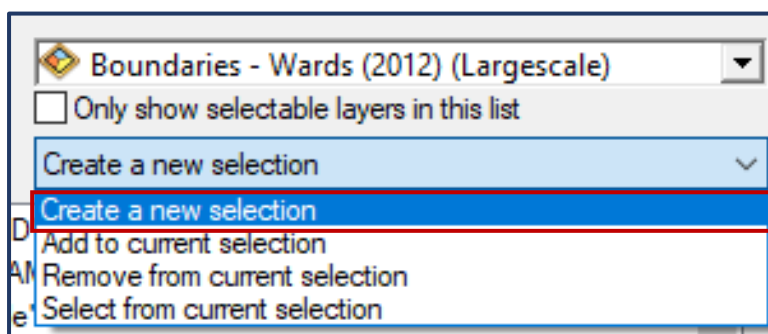 Boundaries - Wards (2012) (Largescale)
Only show selectable layers in this list
Create a new selection
Create a new selection
Add to current selection
Remove from current selection
Select from current selection